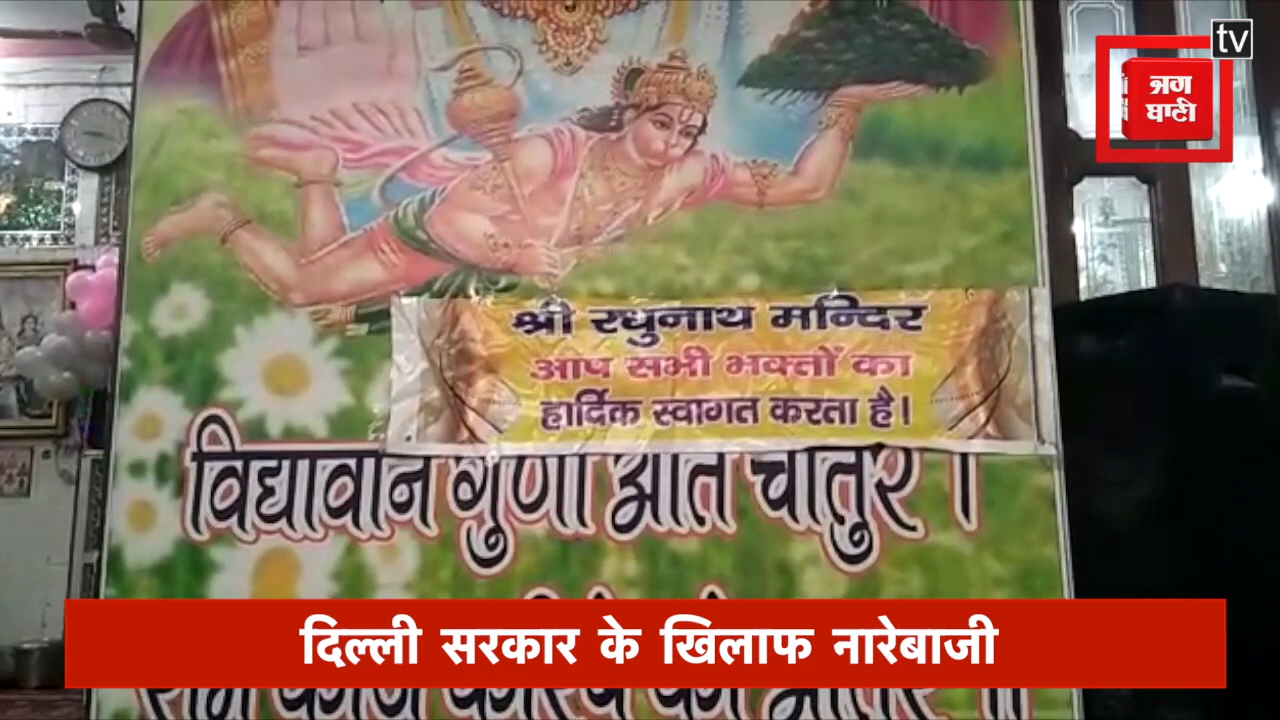 tv
जग
बाणी
श्री रघुनाथ मन्दिर
आप सभी भक्तों का
हार्दिक स्वागत करता है।
विद्यावान गुणी अति चातुर ।
दिल्ली सरकार के खिलाफ नारेबाजी